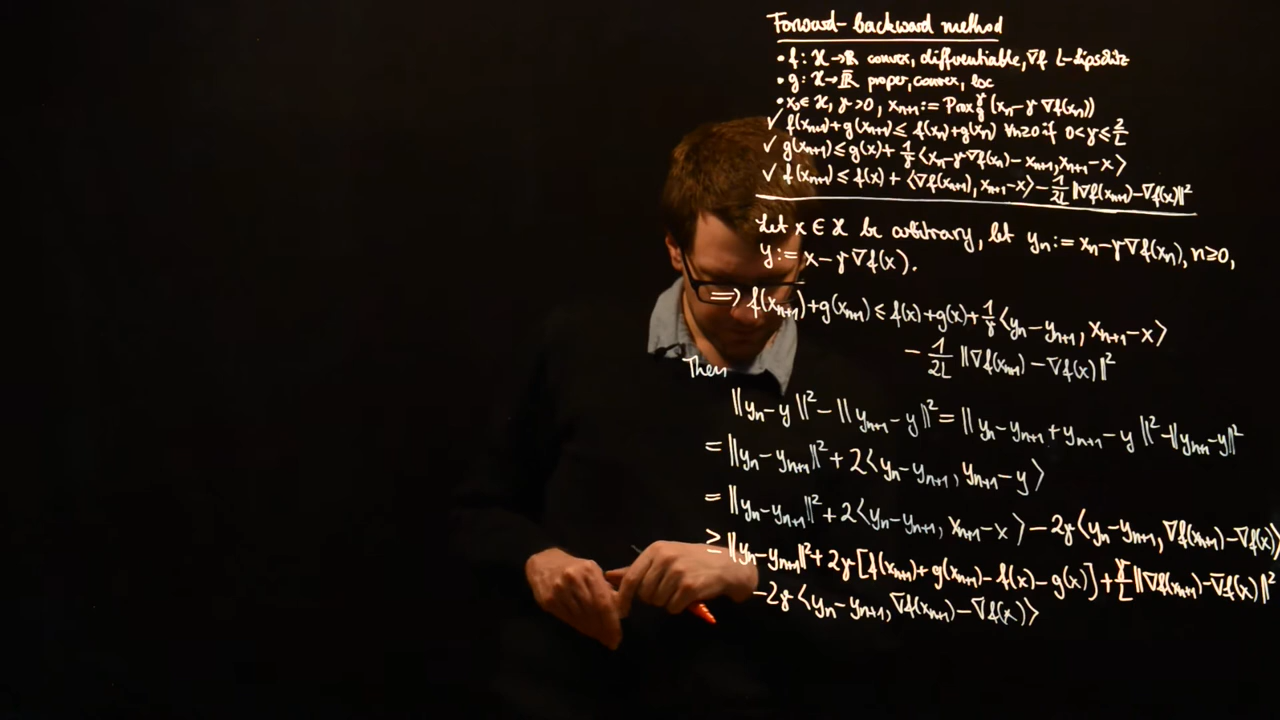 Forward-backward method
• f: ℋ→ℝ convex, differentiable, ∇f L-Lipschitz
• g: ℋ→ℝ̄ proper, convex, lsc
• x₀ ∈ ℋ, γ>0, xₙ₊₁ := Prox_{γg}(xₙ-γ∇f(xₙ))
✓ f(xₙ₊₁)+g(xₙ₊₁) ≤ f(xₙ)+g(xₙ) ∀n≥0 if 0<γ≤2/L
✓ g(xₙ₊₁) ≤ g(x)+ 1/γ ⟨xₙ-γ∇f(xₙ)-xₙ₊₁, xₙ₊₁-x⟩
✓ f(xₙ₊₁) ≤ f(x) + ⟨∇f(xₙ₊₁), xₙ₊₁-x⟩ - 1/2L ‖∇f(xₙ₊₁)-∇f(x)‖²
Let x ∈ ℋ be arbitrary, let yₙ := xₙ-γ∇f(xₙ), n≥0,
y := x-γ∇f(x).
⇒ f(xₙ₊₁)+g(xₙ₊₁) ≤ f(x)+g(x)+ 1/γ ⟨yₙ-yₙ₊₁, xₙ₊₁-x⟩
- 1/2L ‖∇f(xₙ₊₁)-∇f(x)‖²
Then
‖yₙ-y‖²-‖yₙ₊₁-y‖² = ‖yₙ-yₙ₊₁+yₙ₊₁-y‖²-‖yₙ₊₁-y‖²
= ‖yₙ-yₙ₊₁‖²+2⟨yₙ-yₙ₊₁, yₙ₊₁-y⟩
= ‖yₙ-yₙ₊₁‖²+2⟨yₙ-yₙ₊₁, xₙ₊₁-x⟩-2γ⟨yₙ-yₙ₊₁, ∇f(xₙ₊₁)-∇f(x)⟩
≥ ‖yₙ-yₙ₊₁‖²+2γ[f(xₙ₊₁)+g(xₙ₊₁)-f(x)-g(x)]+ γ/L ‖∇f(xₙ₊₁)-∇f(x)‖²
-2γ⟨yₙ-yₙ₊₁, ∇f(xₙ₊₁)-∇f(x)⟩